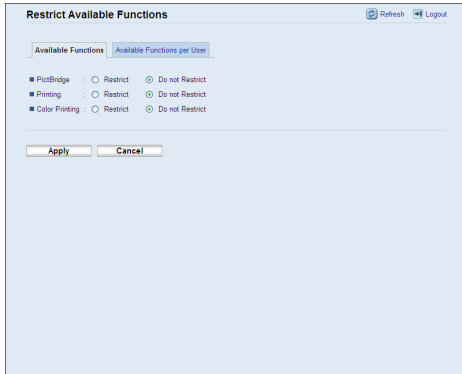 Restrict Available Functions Refresh Logout
Available Functions Available Functions per User
PictBridge : Restrict Do not Restrict
Printing : Restrict Do not Restrict
Color Printing : Restrict Do not Restrict
Apply Cancel